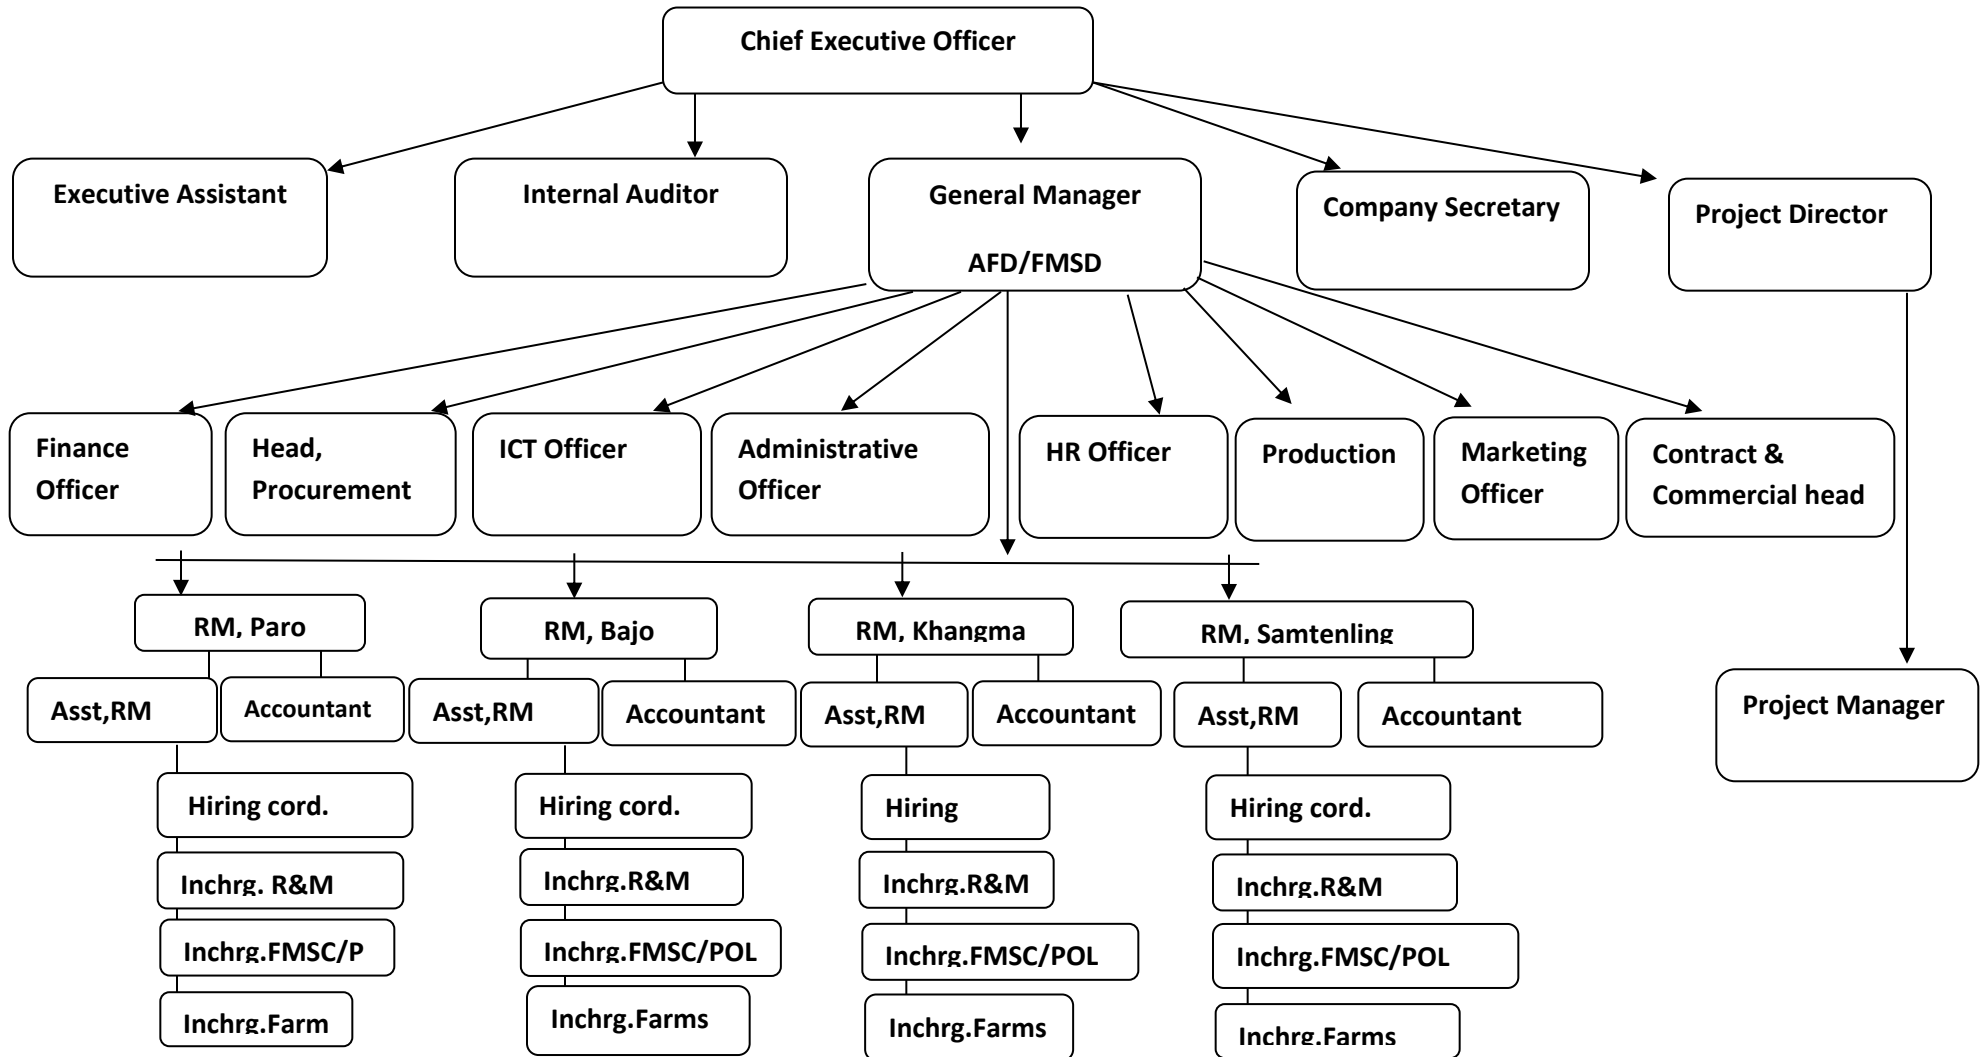 Chief Executive Officer
Executive Assistant
Internal Auditor
General Manager
AFD/FMSD
Company Secretary
Project Director
Finance
Officer
Head,
Procurement
ICT Officer
Administrative
Officer
HR Officer
Production
Marketing
Officer
Contract &
Commercial head
RM, Paro
RM, Bajo
RM, Khangma
RM, Samtenling
Asst,RM
Accountant
Asst,RM
Accountant
Asst,RM
Accountant
Asst,RM
Accountant
Project Manager
Hiring cord.
Hiring cord.
Hiring
Hiring cord.
Inchrg. R&M
Inchrg.R&M
Inchrg.R&M
Inchrg.R&M
Inchrg.FMSC/P
Inchrg.FMSC/POL
Inchrg.FMSC/POL
Inchrg.FMSC/POL
Inchrg.Farm
Inchrg.Farms
Inchrg.Farms
Inchrg.Farms